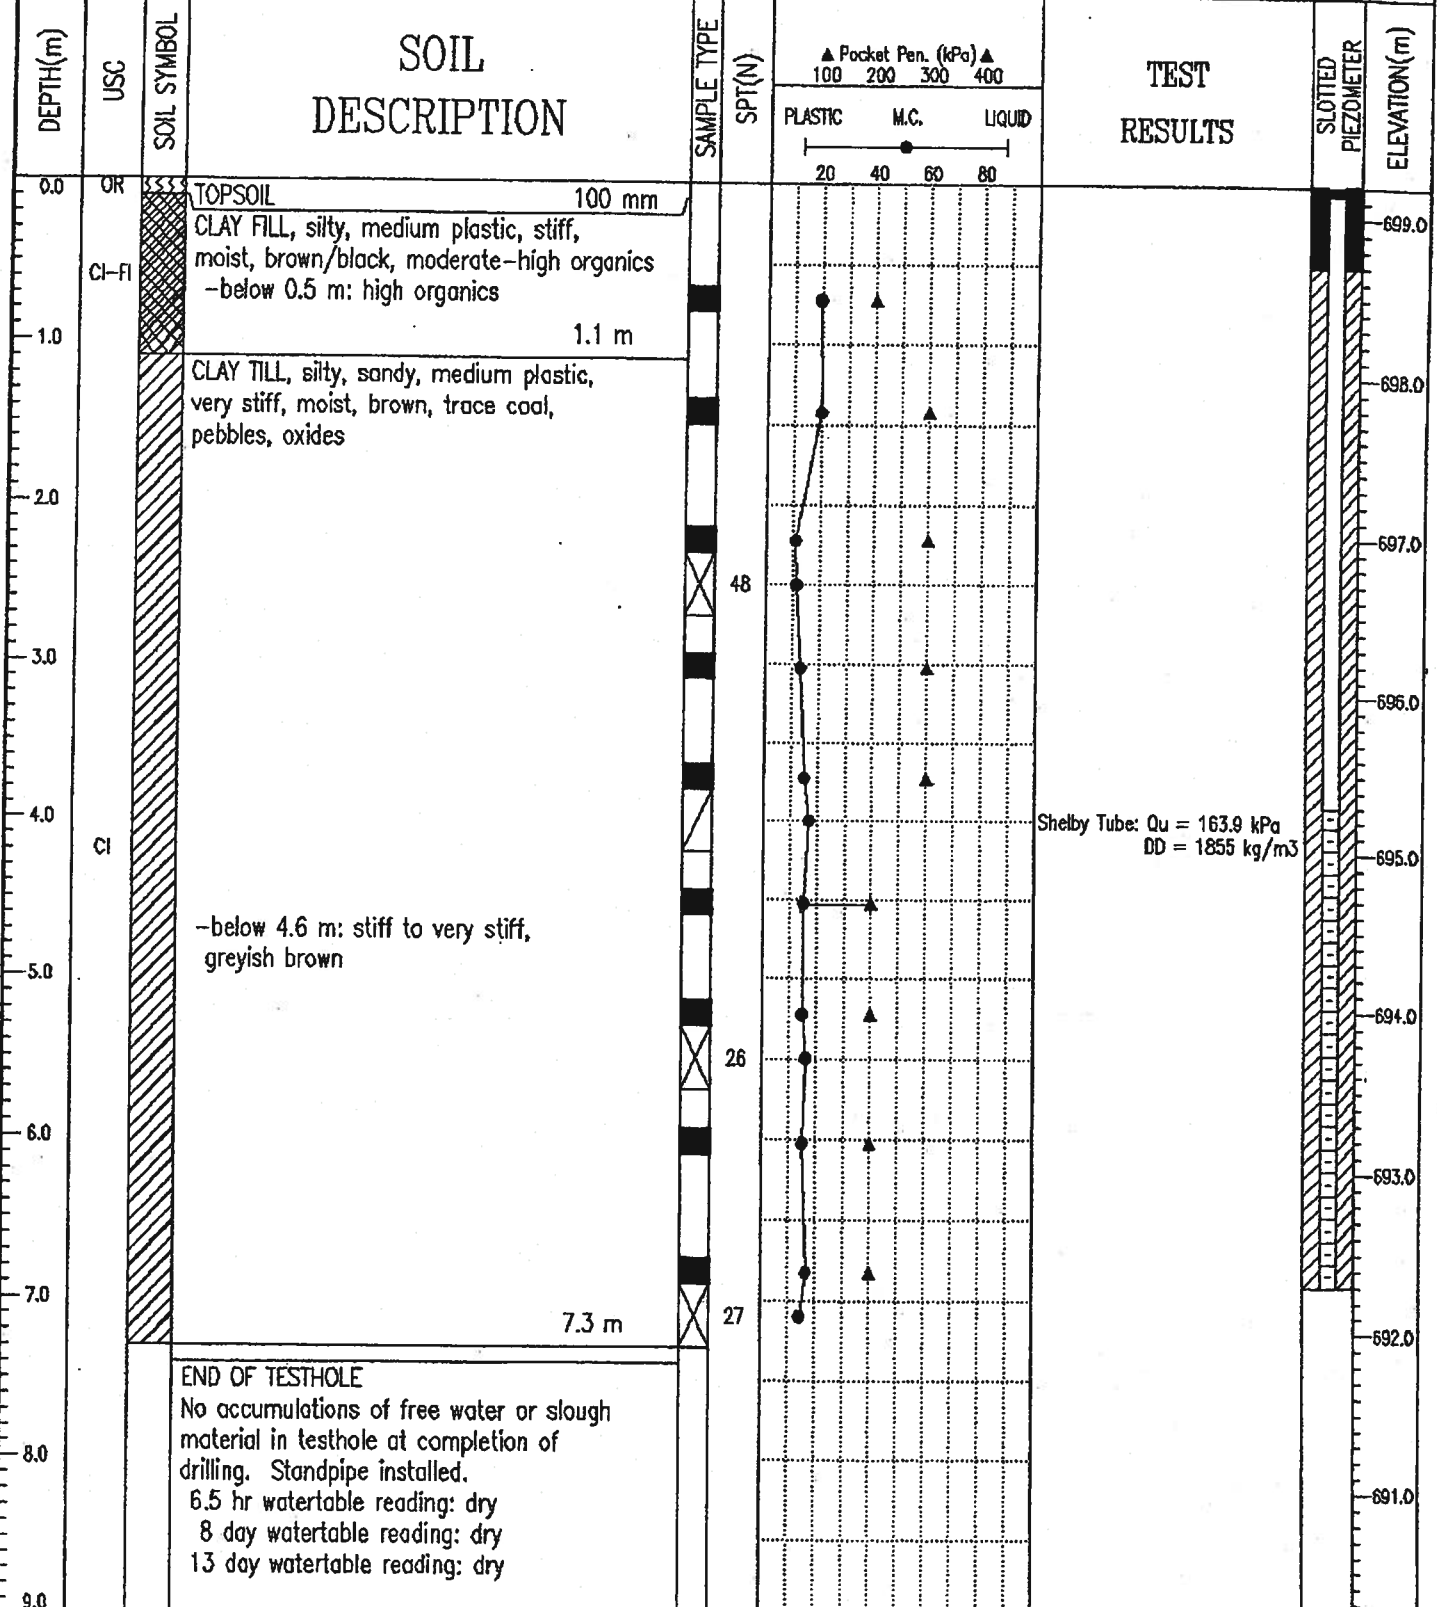 DEPTH(m)
USC
SOIL SYMBOL
SOIL
DESCRIPTION
SAMPLE TYPE
SPT(N)
▲ Pocket Pen. (kPa) ▲
100 200 300 400
PLASTIC M.C. LIQUID
20 40 60 80
TEST
RESULTS
SLOTTED
PIEZOMETER
ELEVATION(m)
0.0
OR
TOPSOIL 100 mm
CLAY FILL, silty, medium plastic, stiff,
moist, brown/black, moderate-high organics
-below 0.5 m: high organics
CI-FI
1.1 m
1.0
CLAY TILL, silty, sandy, medium plastic,
very stiff, moist, brown, trace coal,
pebbles, oxides
2.0
48
3.0
4.0
CI
Shelby Tube: Qu = 163.9 kPa
DD = 1855 kg/m3
-below 4.6 m: stiff to very stiff,
greyish brown
5.0
26
6.0
7.0
27
7.3 m
END OF TESTHOLE
No accumulations of free water or slough
material in testhole at completion of
drilling. Standpipe installed.
6.5 hr watertable reading: dry
8 day watertable reading: dry
13 day watertable reading: dry
8.0
9.0
699.0
698.0
697.0
696.0
695.0
694.0
693.0
692.0
691.0